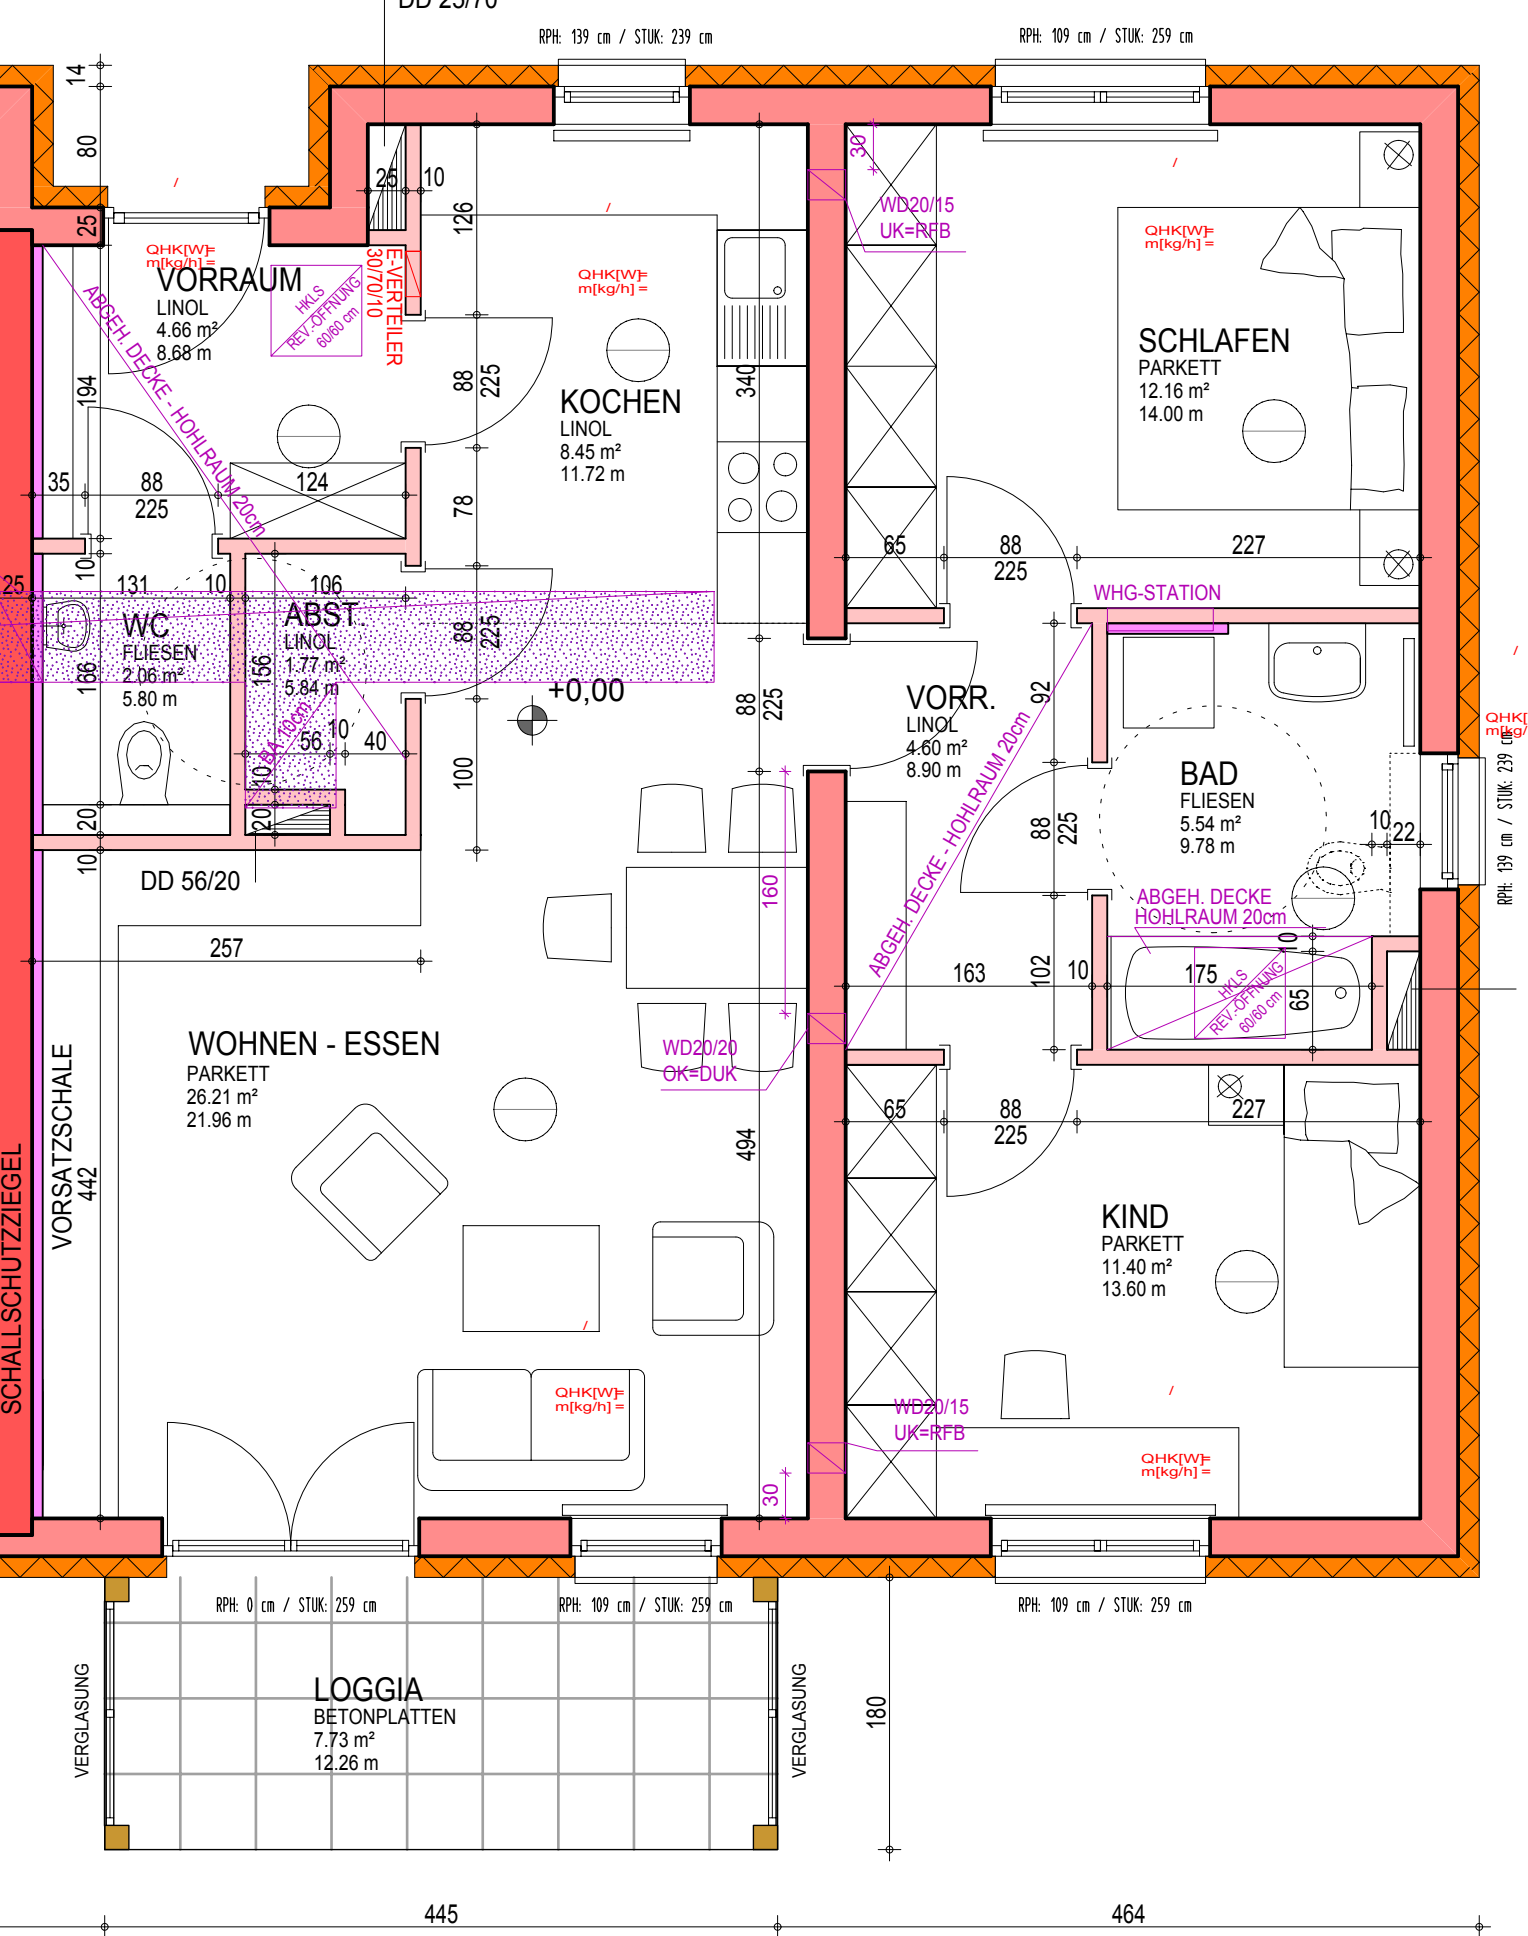 DD 25/70
RPH: 139 cm / STUK: 239 cm
RPH: 109 cm / STUK: 259 cm
14
80
25
25
10
126
30
WD20/15
UK=RFB
QHK[W]=
m[kg/h] =
VORRAUM
LINOL
4.66 m²
8.68 m
HKLS
REV.-ÖFFNUNG
60/60 cm
E-VERTEILER
30/70/10
ABGEH. DECKE - HOHLRAUM 20cm
QHK[W]=
m[kg/h] =
KOCHEN
LINOL
8.45 m²
11.72 m
QHK[W]=
m[kg/h] =
SCHLAFEN
PARKETT
12.16 m²
14.00 m
194
88
225
340
35
88
225
124
78
65
88
225
227
10
25
131
10
106
WHG-STATION
WC
FLIESEN
2.06 m²
5.80 m
166
ABST.
LINOL
1.77 m²
5.84 m
156
88
225
+0,00
BA 10cm
56
10
40
10
20
20
10
100
88
225
VORR.
LINOL
4.60 m²
8.90 m
92
ABGEH. DECKE - HOHLRAUM 20cm
BAD
FLIESEN
5.54 m²
9.78 m
88
225
10
22
QHK[
m[kg/
RPH: 139 cm / STUK: 239 cm
DD 56/20
160
ABGEH. DECKE
HOHLRAUM 20cm
257
163
102
10
175
10
65
HKLS
REV.-ÖFFNUNG
60/60 cm
WOHNEN - ESSEN
PARKETT
26.21 m²
21.96 m
WD20/20
OK=DUK
VORSATZSCHALE
442
SCHALLSCHUTZZIEGEL
494
65
88
225
227
KIND
PARKETT
11.40 m²
13.60 m
QHK[W]=
m[kg/h] =
WD20/15
UK=RFB
QHK[W]=
m[kg/h] =
30
RPH: 0 cm / STUK: 259 cm
RPH: 109 cm / STUK: 259 cm
RPH: 109 cm / STUK: 259 cm
VERGLASUNG
LOGGIA
BETONPLATTEN
7.73 m²
12.26 m
VERGLASUNG
180
445
464